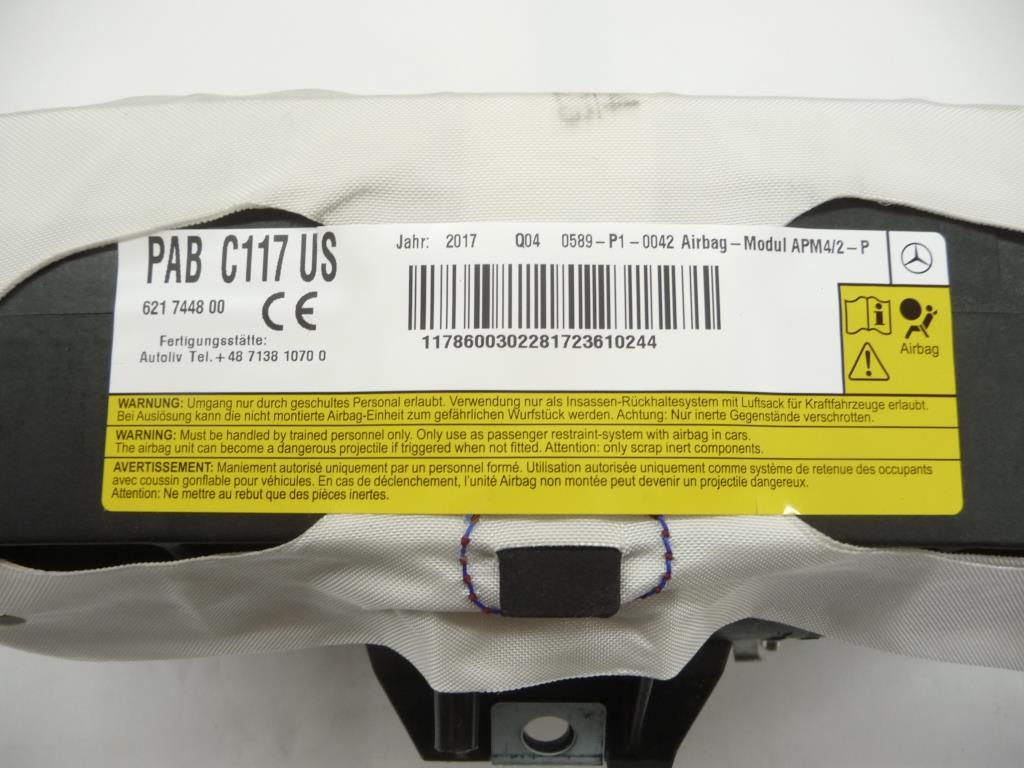 PAB C117 US
621 7448 00
CE
Fertigungsstätte:
Autoliv Tel.+48 7138 1070 0
Jahr: 2017 Q04 0589-P1-0042 Airbag-Modul APM4/2-P
1178600302281723610244
i
Airbag
WARNUNG: Umgang nur durch geschultes Personal erlaubt. Verwendung nur als Insassen-Rückhaltesystem mit Luftsack für Kraftfahrzeuge erlaubt.
Bei Auslösung kann die nicht montierte Airbag-Einheit zum gefährlichen Wurfstück werden. Achtung: Nur inerte Gegenstände verschrotten.
WARNING: Must be handled by trained personnel only. Only use as passenger restraint-system with airbag in cars.
The airbag unit can become a dangerous projectile if triggered when not fitted. Attention: only scrap inert components.
AVERTISSEMENT: Maniement autorisé uniquement par un personnel formé. Utilisation autorisée uniquement comme système de retenue des occupants
avec coussin gonflable pour véhicules. En cas de déclenchement, l'unité Airbag non montée peut devenir un projectile dangereux.
Attention: Ne mettre au rebut que des pièces inertes.